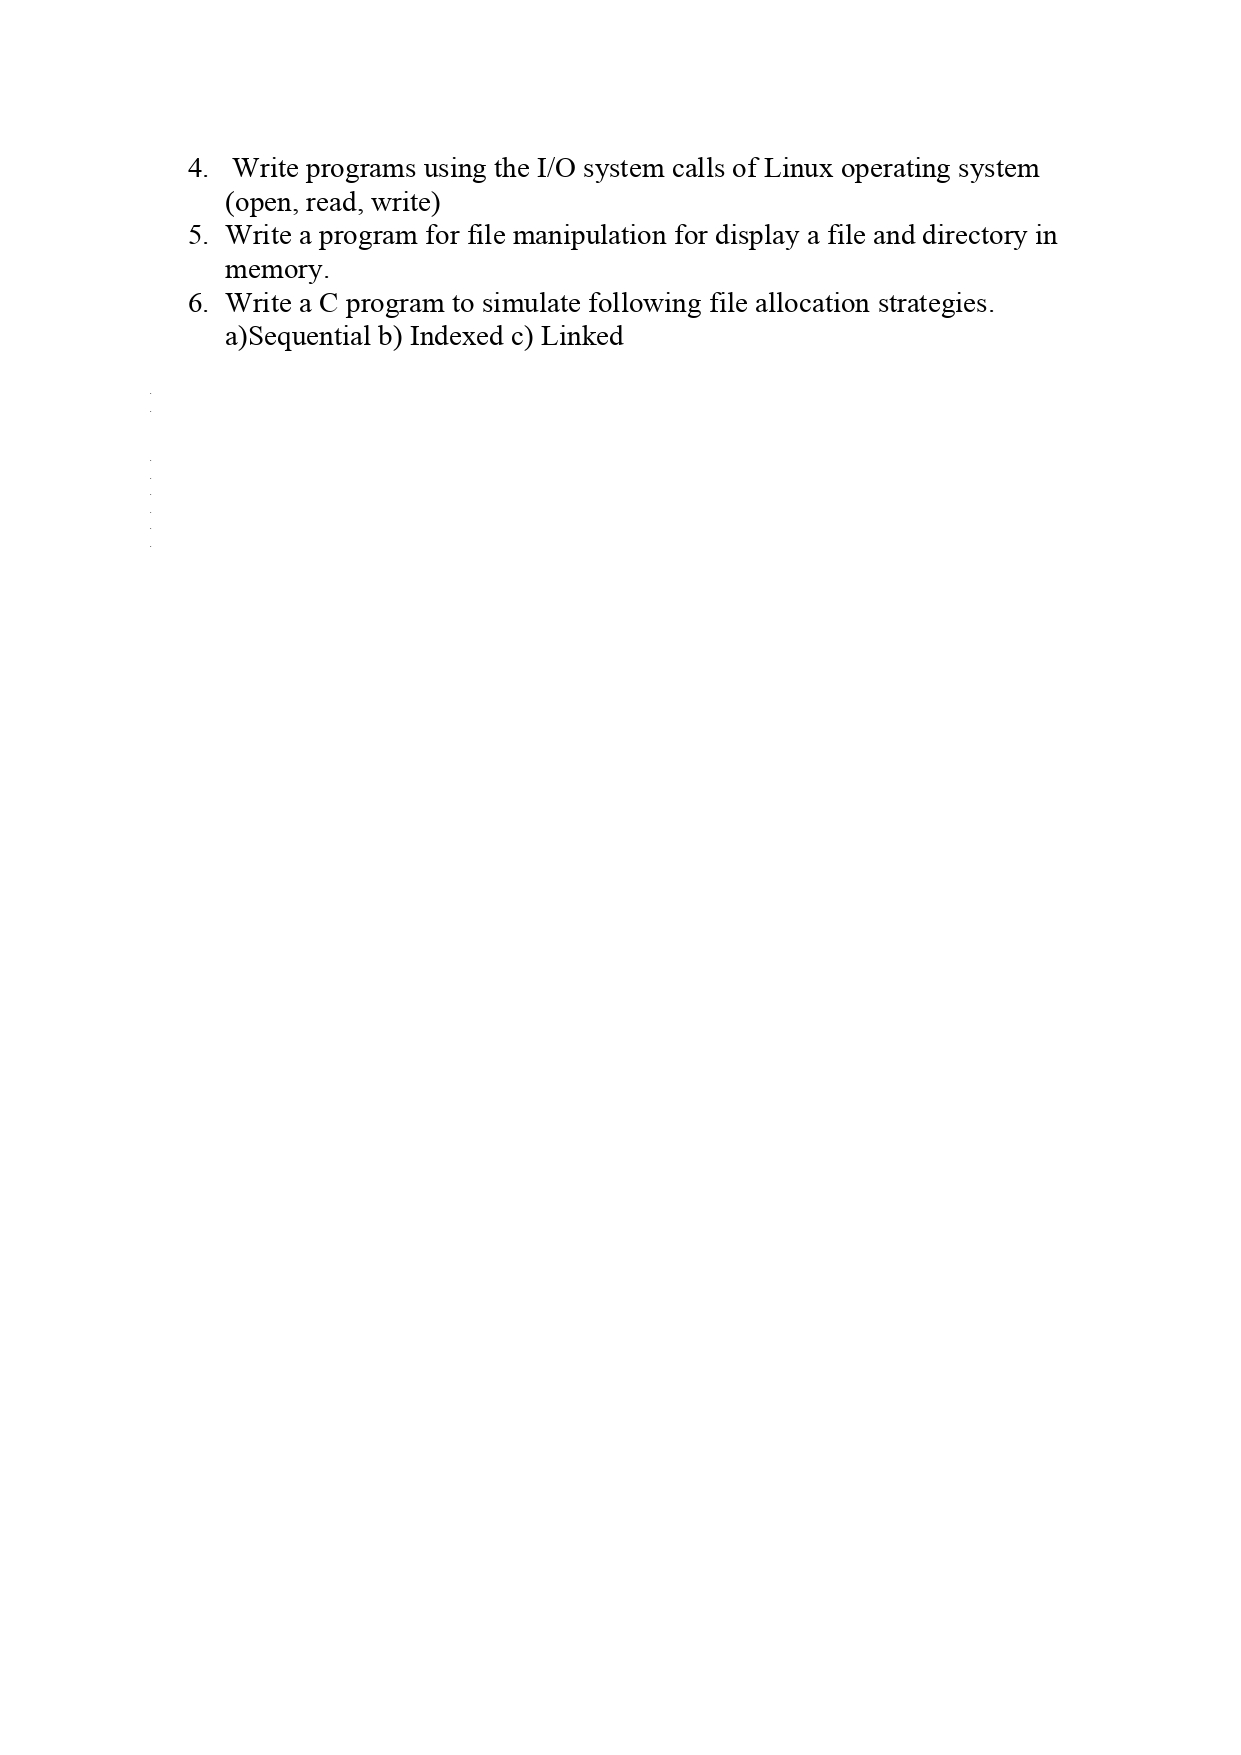 4. Write programs using the I/O system calls of Linux operating system
(open, read, write)
5. Write a program for file manipulation for display a file and directory in
memory.
6. Write a C program to simulate following file allocation strategies.
a)Sequential b) Indexed c) Linked